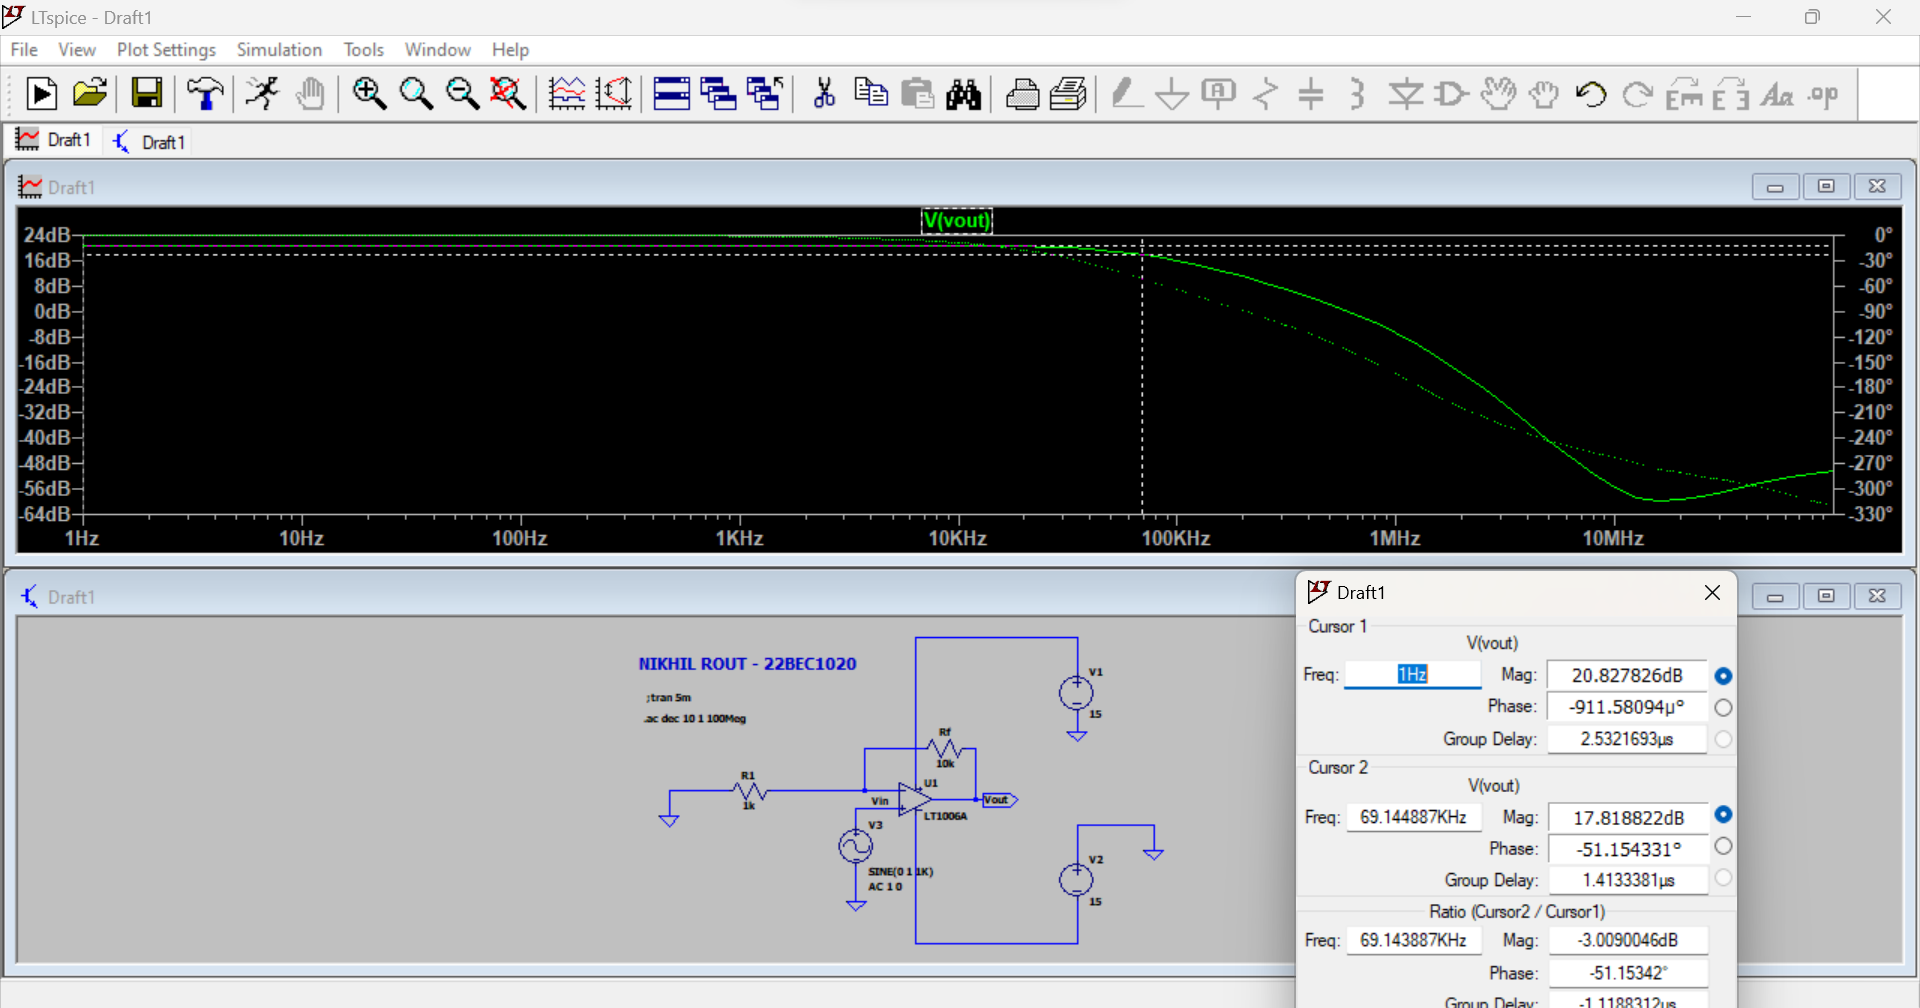 LTspice - Draft1
File View Plot Settings Simulation Tools Window Help
.op
Draft1 Draft1
Draft1
V(vout)
24dB 0°
16dB -30°
8dB -60°
0dB -90°
-8dB -120°
-16dB -150°
-24dB -180°
-32dB -210°
-40dB -240°
-48dB -270°
-56dB -300°
-64dB -330°
1Hz 10Hz 100Hz 1KHz 10KHz 100KHz 1MHz 10MHz
Draft1
NIKHIL ROUT - 22BEC1020
;tran 5m
.ac dec 10 1 100Meg
V1
15
Rf
10k
R1
1k
U1
Vin
Vout
LT1006A
V3
SINE(0 1 1K)
AC 1 0
V2
15
Draft1
Cursor 1
V(vout)
Freq: 1Hz Mag: 20.827826dB
Phase: -911.58094µ°
Group Delay: 2.5321693µs
Cursor 2
V(vout)
Freq: 69.144887KHz Mag: 17.818822dB
Phase: -51.154331°
Group Delay: 1.4133381µs
Ratio (Cursor2 / Cursor1)
Freq: 69.143887KHz Mag: -3.0090046dB
Phase: -51.15342°
Group Delay: -1.1188312µs